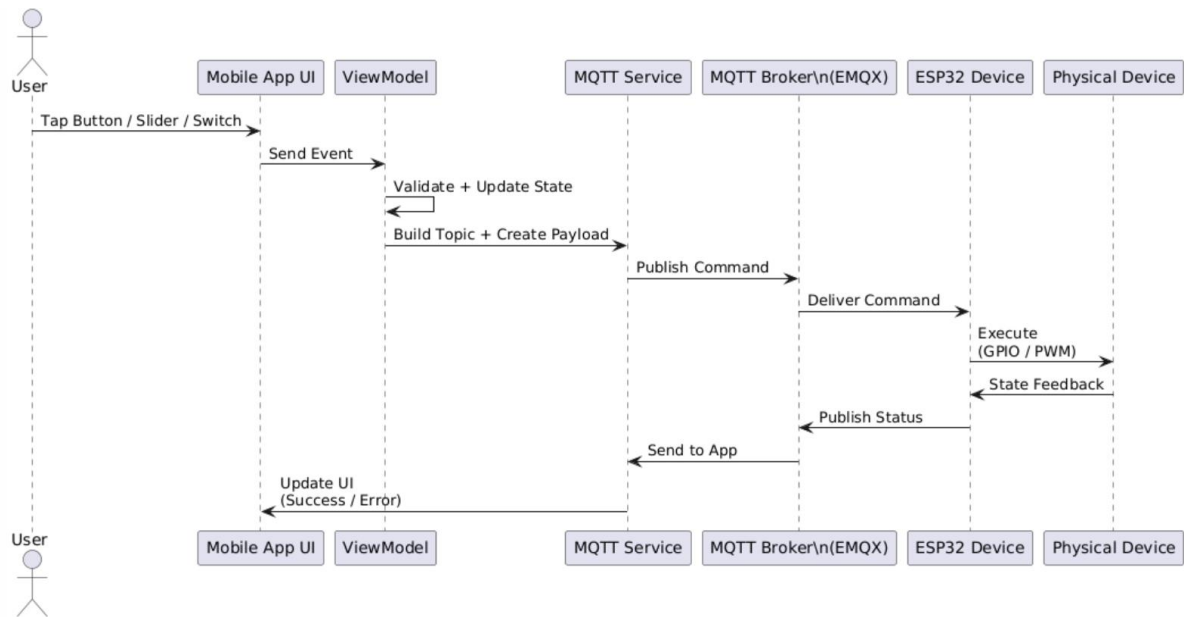 User
Mobile App UI
ViewModel
MQTT Service
MQTT Broker\n(EMQX)
ESP32 Device
Physical Device
Tap Button / Slider / Switch
Send Event
Validate + Update State
Build Topic + Create Payload
Publish Command
Deliver Command
Execute
(GPIO / PWM)
State Feedback
Publish Status
Send to App
Update UI
(Success / Error)
User
Mobile App UI
ViewModel
MQTT Service
MQTT Broker\n(EMQX)
ESP32 Device
Physical Device